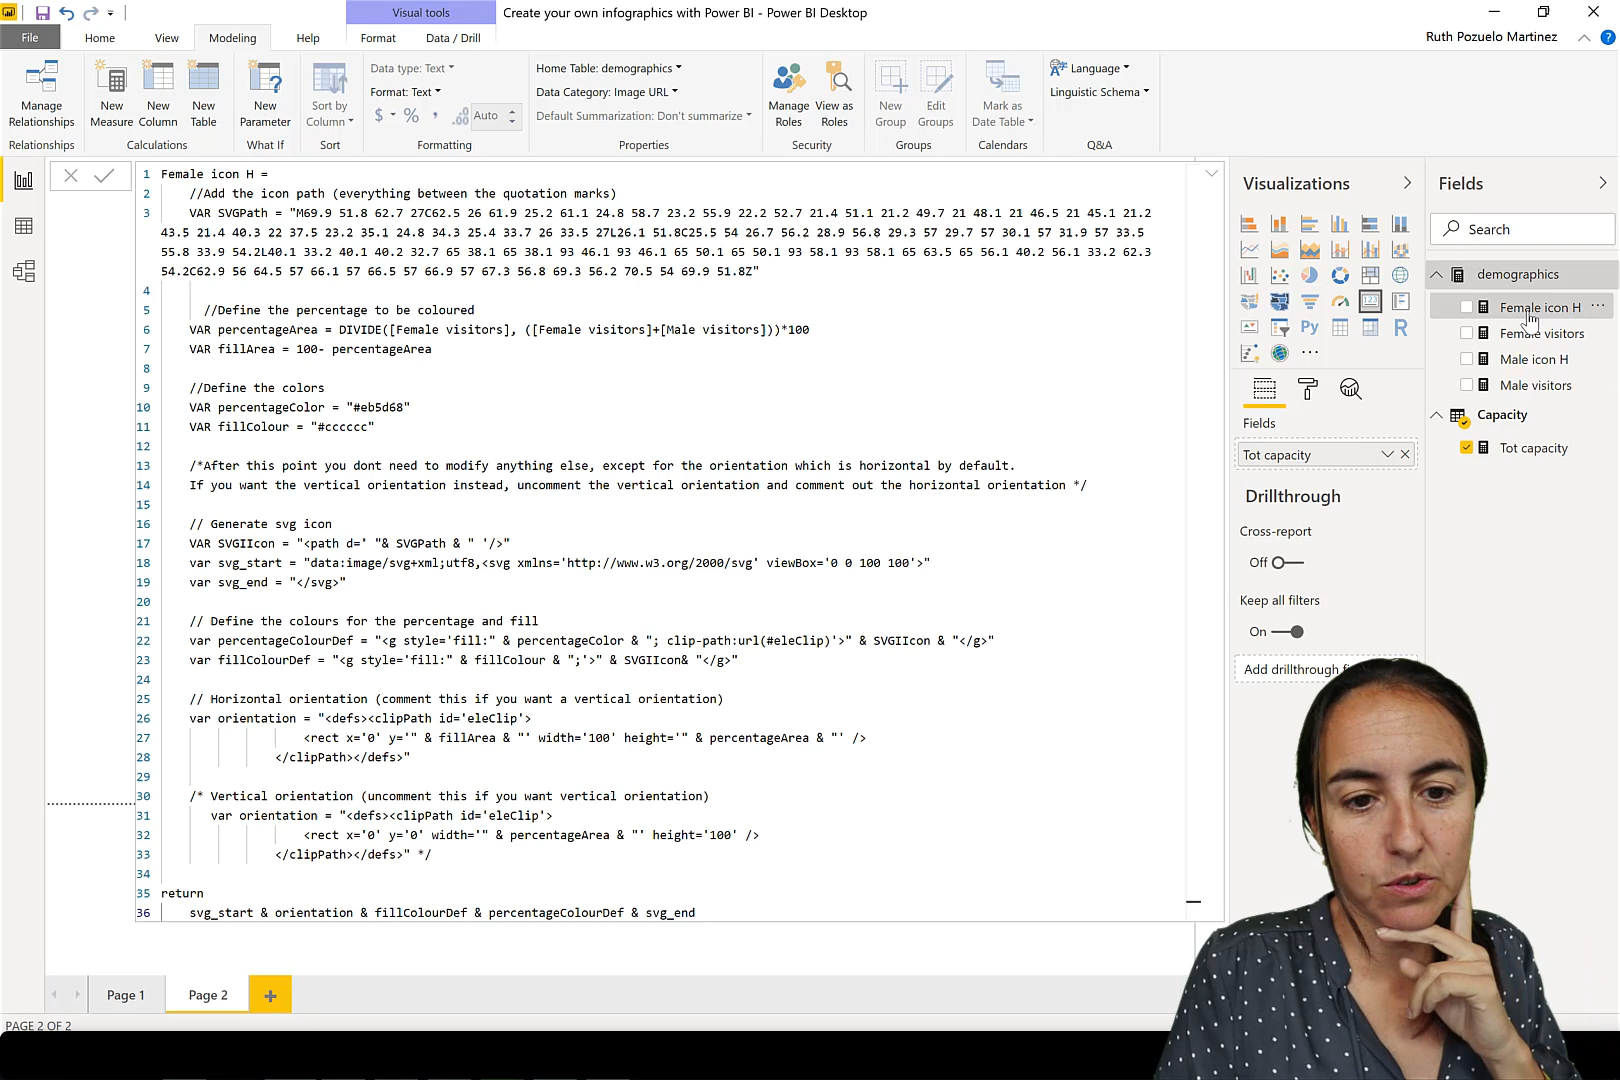 Visual tools
Create your own infographics with Power BI - Power BI Desktop
File
Home
View
Modeling
Help
Format
Data / Drill
Ruth Pozuelo Martinez
Manage Relationships
New Measure
New Column
New Table
New Parameter
Sort by Column
Data type: Text
Format: Text
$ % , .00 Auto
Home Table: demographics
Data Category: Image URL
Default Summarization: Don't summarize
Manage Roles
View as Roles
New Group
Edit Groups
Mark as Date Table
Language
Linguistic Schema
Relationships
Calculations
What If
Sort
Formatting
Properties
Security
Groups
Calendars
Q&A
1 Female icon H =
2 //Add the icon path (everything between the quotation marks)
3 VAR SVGPath = "M69.9 51.8 62.7 27C62.5 26 61.9 25.2 61.1 24.8 58.7 23.2 55.9 22.2 52.7 21.4 51.1 21.2 49.7 21 48.1 21 46.5 21 45.1 21.2
43.5 21.4 40.3 22 37.5 23.2 35.1 24.8 34.3 25.4 33.7 26 33.5 27L26.1 51.8C25.5 54 26.7 56.2 28.9 56.8 29.3 57 29.7 57 30.1 57 31.9 57 33.5
55.8 33.9 54.2L40.1 33.2 40.1 40.2 32.7 65 38.1 65 38.1 93 46.1 93 46.1 65 50.1 65 50.1 93 58.1 93 58.1 65 63.5 65 56.1 40.2 56.1 33.2 62.3
54.2C62.9 56 64.5 57 66.1 57 66.5 57 66.9 57 67.3 56.8 69.3 56.2 70.5 54 69.9 51.8Z"
4
5 //Define the percentage to be coloured
6 VAR percentageArea = DIVIDE([Female visitors], ([Female visitors]+[Male visitors]))*100
7 VAR fillArea = 100- percentageArea
8
9 //Define the colors
10 VAR percentageColor = "#eb5d68"
11 VAR fillColour = "#cccccc"
12
13 /*After this point you dont need to modify anything else, except for the orientation which is horizontal by default.
14 If you want the vertical orientation instead, uncomment the vertical orientation and comment out the horizontal orientation */
15
16 // Generate svg icon
17 VAR SVGIIcon = "<path d=' "& SVGPath & " '/>"
18 var svg_start = "data:image/svg+xml;utf8,<svg xmlns='http://www.w3.org/2000/svg' viewBox='0 0 100 100'>"
19 var svg_end = "</svg>"
20
21 // Define the colours for the percentage and fill
22 var percentageColourDef = "<g style='fill:" & percentageColor & "; clip-path:url(#eleClip)'>" & SVGIIcon & "</g>"
23 var fillColourDef = "<g style='fill:" & fillColour & ";'>" & SVGIIcon& "</g>"
24
25 // Horizontal orientation (comment this if you want a vertical orientation)
26 var orientation = "<defs><clipPath id='eleClip'>
27 <rect x='0' y='" & fillArea & "' width='100' height='" & percentageArea & "' />
28 </clipPath></defs>"
29
30 /* Vertical orientation (uncomment this if you want vertical orientation)
31 var orientation = "<defs><clipPath id='eleClip'>
32 <rect x='0' y='0' width='" & percentageArea & "' height='100' />
33 </clipPath></defs>" */
34
35 return
36 svg_start & orientation & fillColourDef & percentageColourDef & svg_end
Visualizations
123
Py
R
Fields
Tot capacity
Drillthrough
Cross-report
Off
Keep all filters
On
Add drillthrough
Fields
Search
demographics
Female icon H
Female visitors
Male icon H
Male visitors
Capacity
Tot capacity
Page 1
Page 2
PAGE 2 OF 2